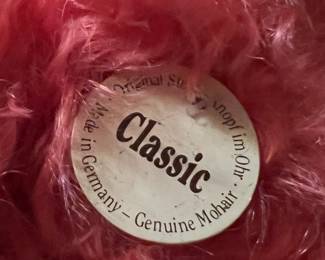 Original Knopf im Ohr ·
Classic
Made in Germany – Genuine Mohair ·